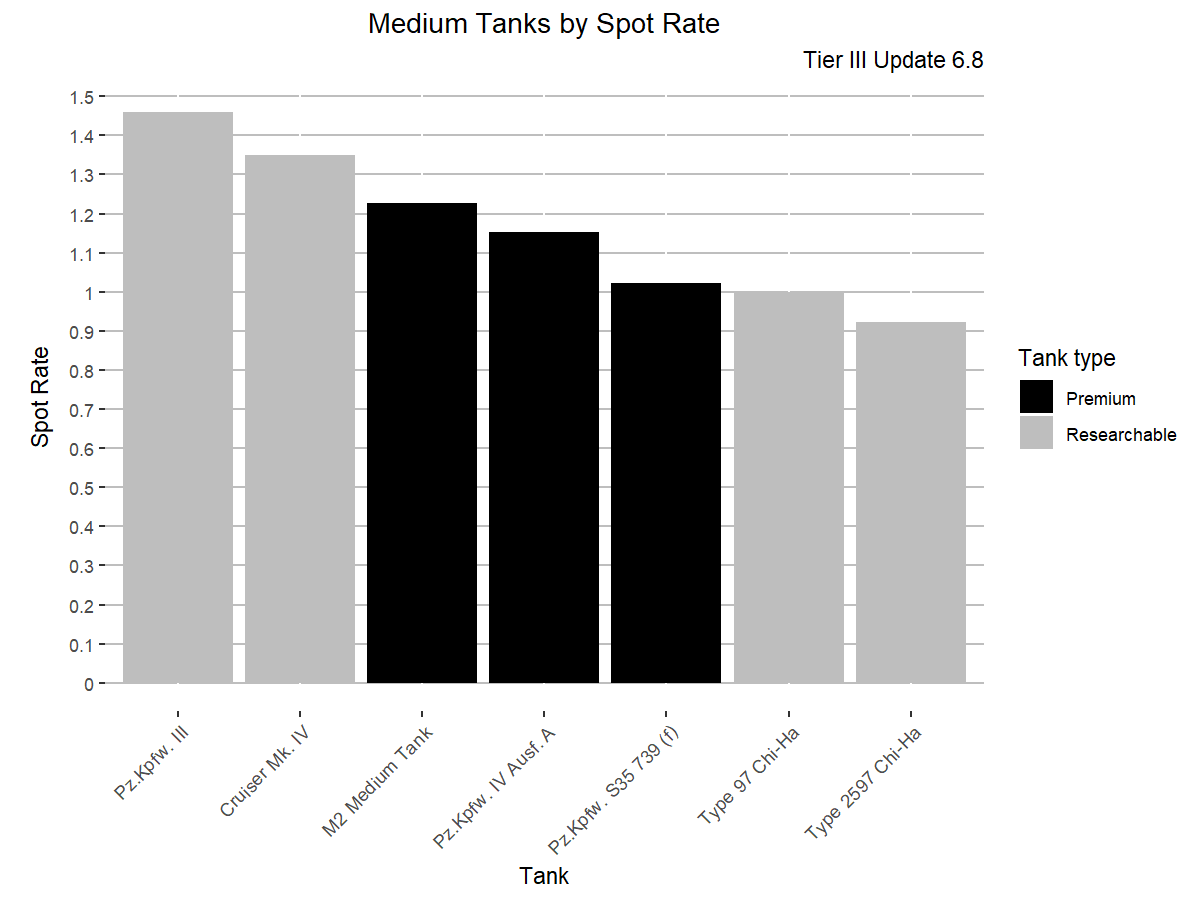 Medium Tanks by Spot Rate
Tier III Update 6.8
1.5
1.4
1.3
1.2
1.1
1
0.9
0.8
0.7
0.6
0.5
0.4
0.3
0.2
0.1
0
Spot Rate
Pz.Kpfw. III
Cruiser Mk. IV
M2 Medium Tank
Pz.Kpfw. IV Ausf. A
Pz.Kpfw. S35 739 (f)
Type 97 Chi-Ha
Type 2597 Chi-Ha
Tank
Tank type
Premium
Researchable